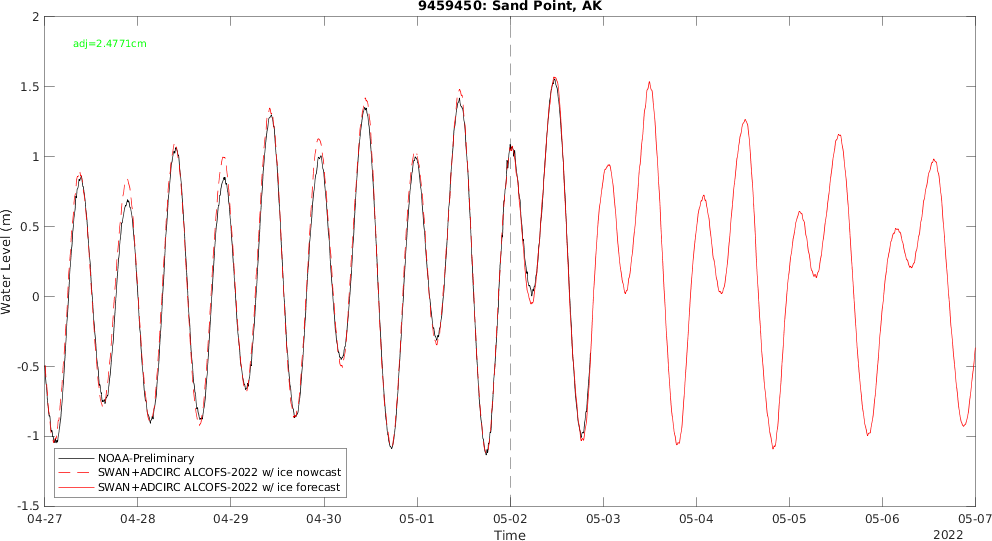 9459450: Sand Point, AK
adj=2.4771cm
2
1.5
1
0.5
0
-0.5
-1
-1.5
Water Level (m)
NOAA-Preliminary
SWAN+ADCIRC ALCOFS-2022 w/ ice nowcast
SWAN+ADCIRC ALCOFS-2022 w/ ice forecast
04-27 04-28 04-29 04-30 05-01 05-02 05-03 05-04 05-05 05-06 05-07
Time
2022